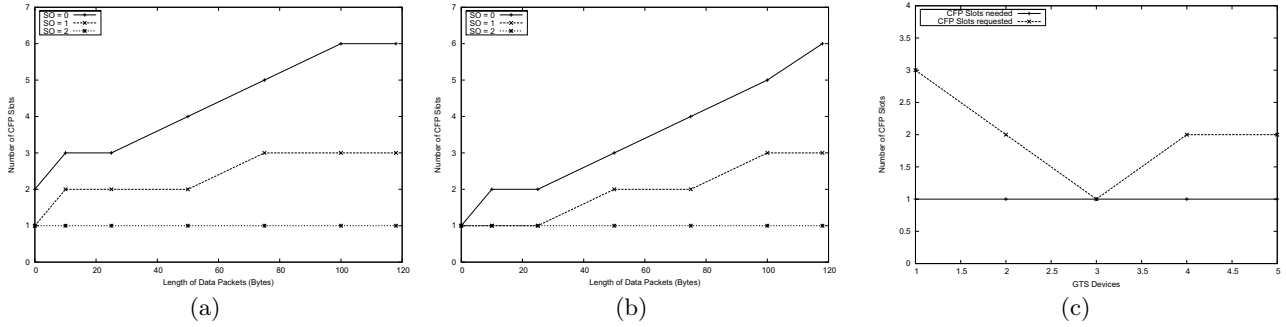 SO = 0
SO = 1
SO = 2
Number of CFP Slots
7
6
5
4
3
2
1
0
0 20 40 60 80 100 120
Length of Data Packets (Bytes)
(a)
SO = 0
SO = 1
SO = 2
Number of CFP Slots
7
6
5
4
3
2
1
0
0 20 40 60 80 100 120
Length of Data Packets (Bytes)
(b)
CFP Slots needed
CFP Slots requested
Number of CFP Slots
4
3.5
3
2.5
2
1.5
1
0.5
0
1 1.5 2 2.5 3 3.5 4 4.5 5
GTS Devices
(c)